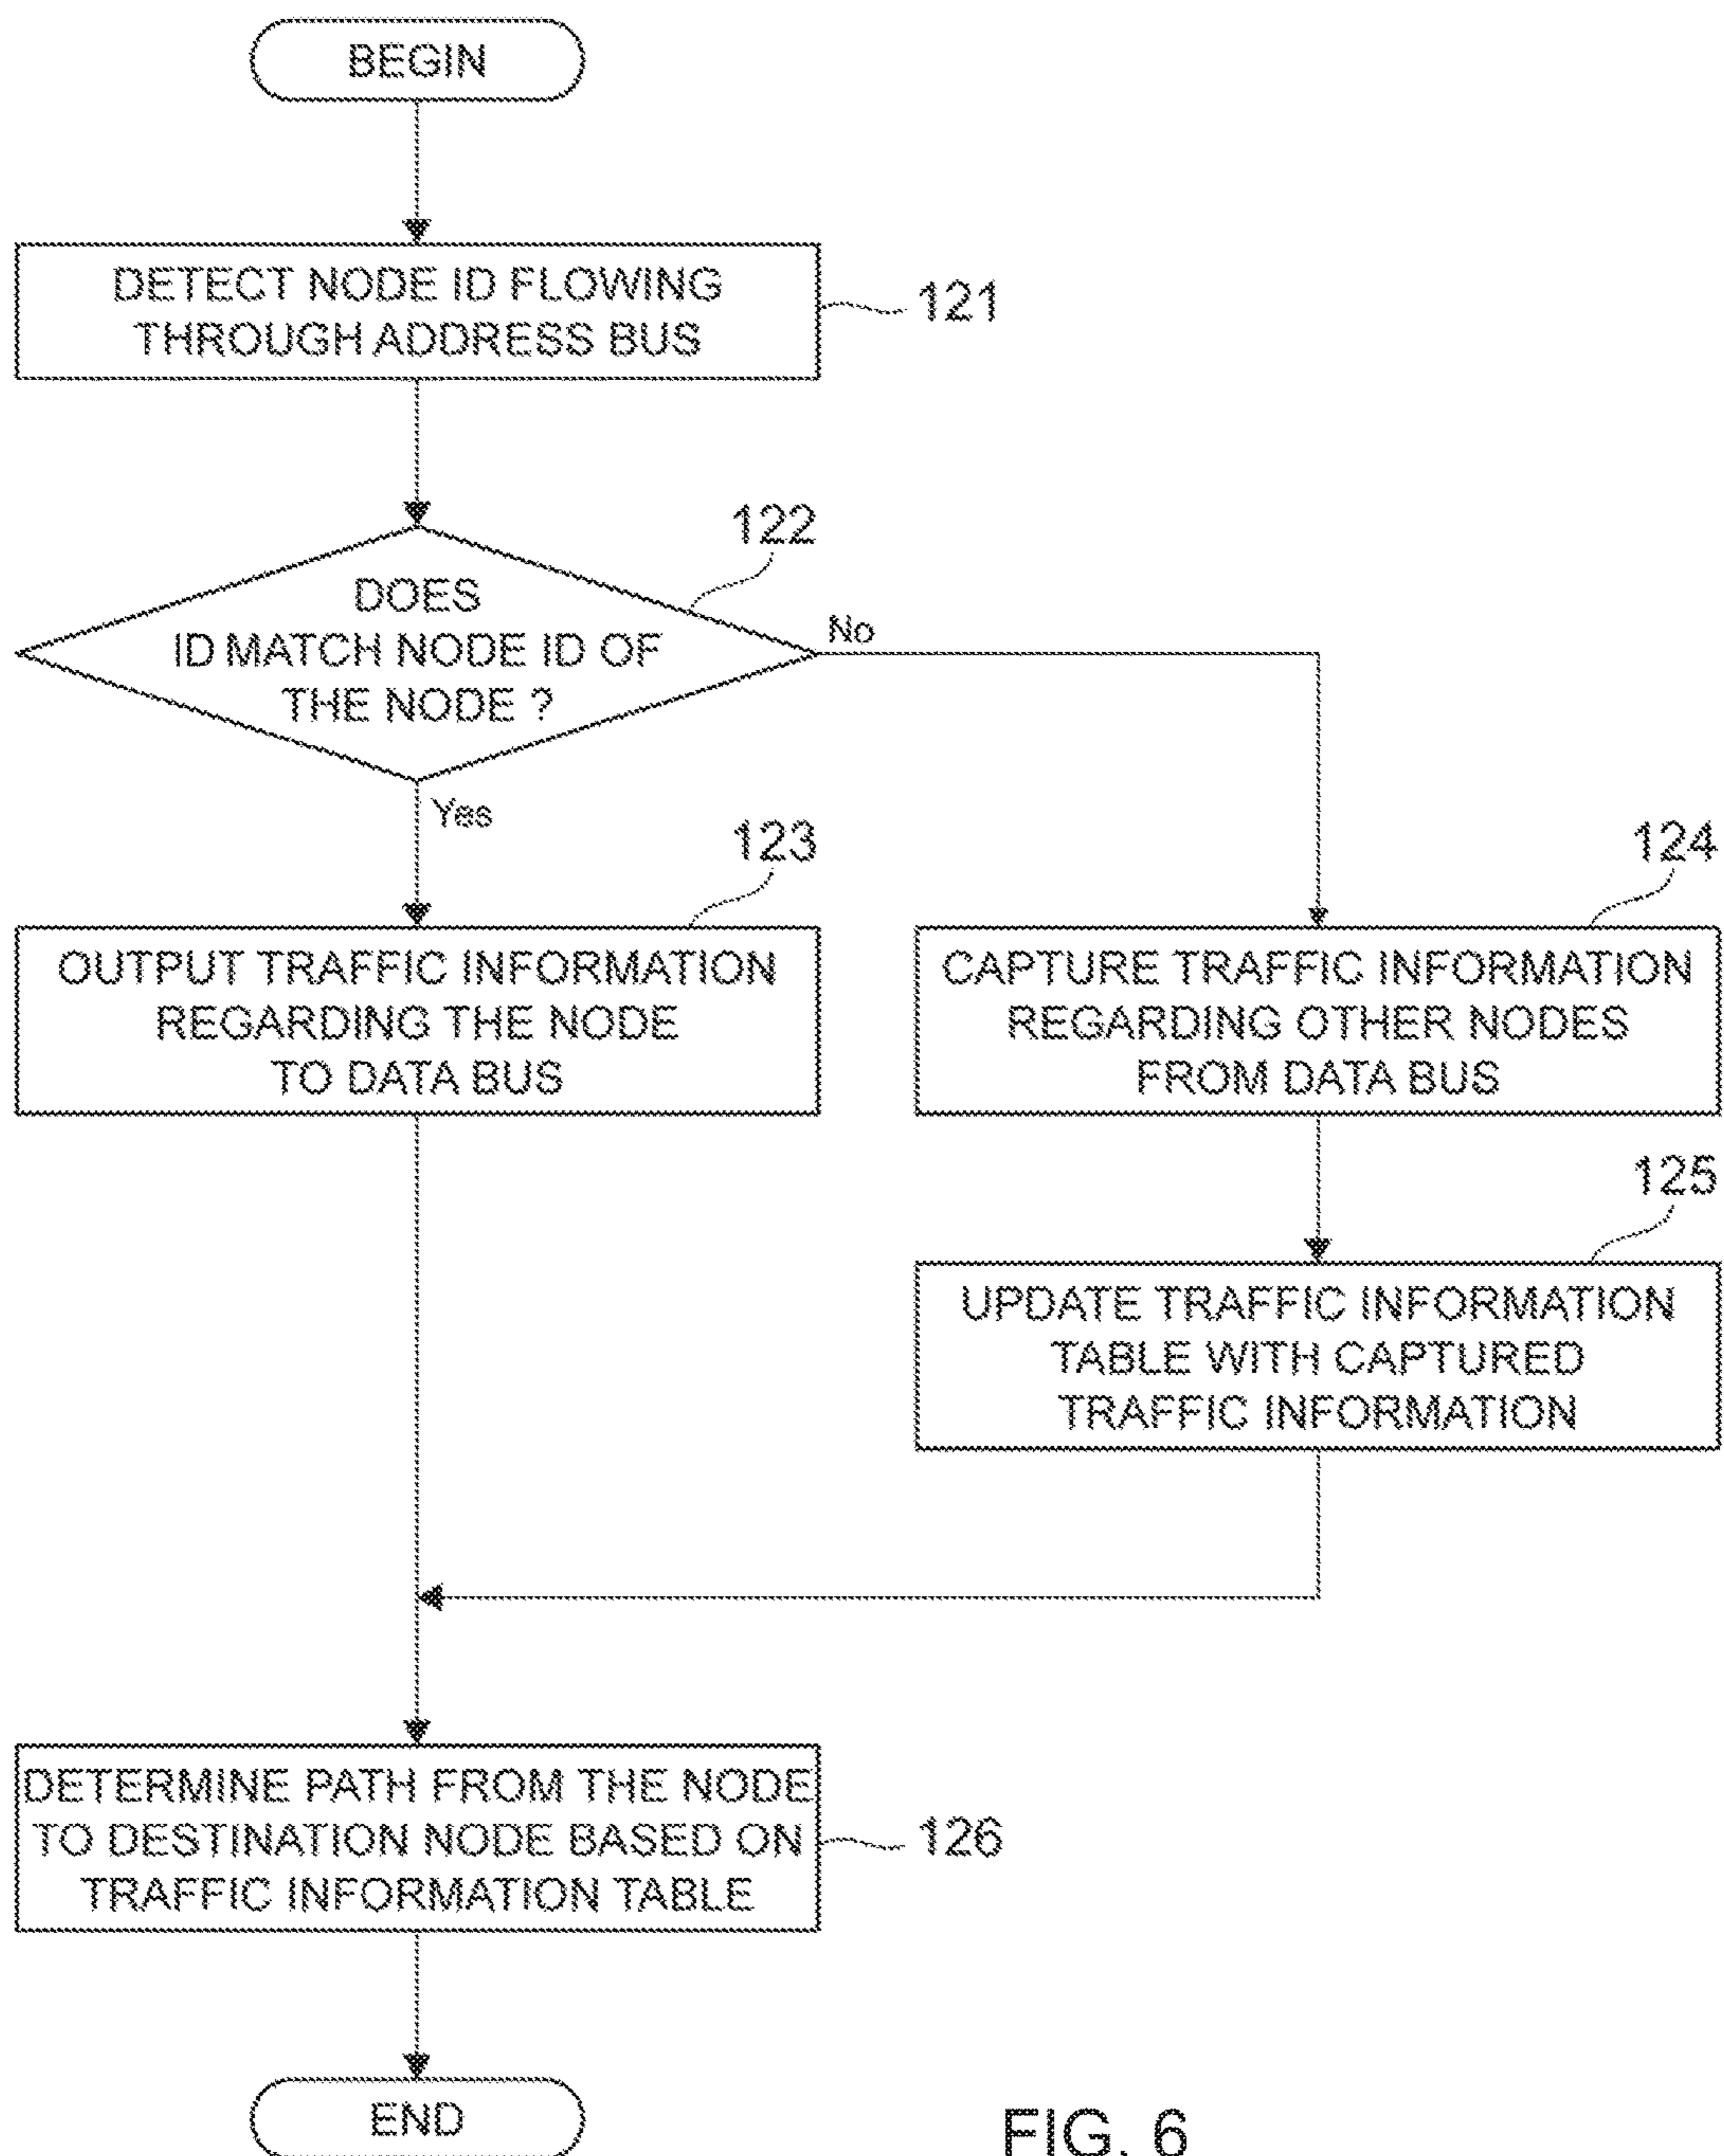 BEGIN
DETECT NODE ID FLOWING
THROUGH ADDRESS BUS
121
122
DOES
ID MATCH NODE ID OF
THE NODE ?
No
Yes
123
OUTPUT TRAFFIC INFORMATION
REGARDING THE NODE
TO DATA BUS
124
CAPTURE TRAFFIC INFORMATION
REGARDING OTHER NODES
FROM DATA BUS
125
UPDATE TRAFFIC INFORMATION
TABLE WITH CAPTURED
TRAFFIC INFORMATION
DETERMINE PATH FROM THE NODE
TO DESTINATION NODE BASED ON
TRAFFIC INFORMATION TABLE
126
END
FIG. 6